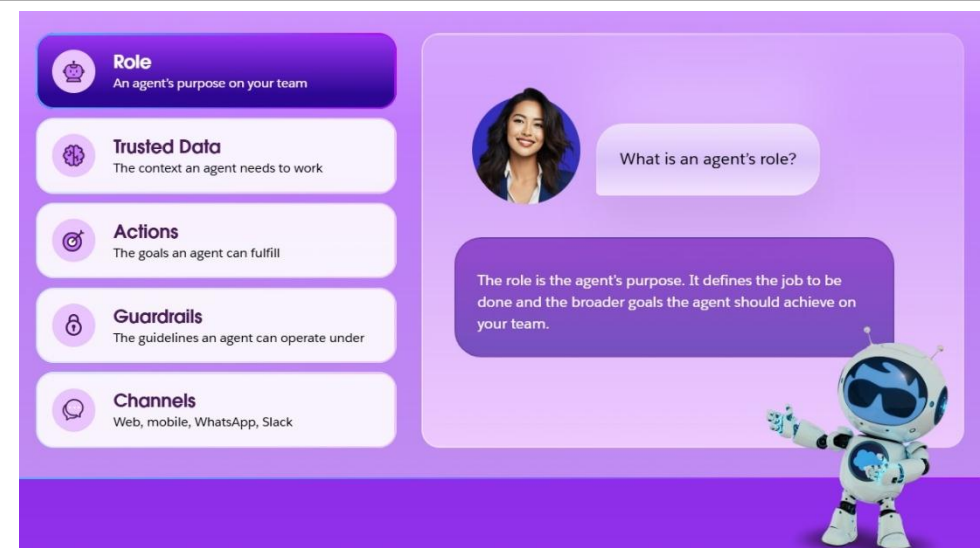 Role
An agent's purpose on your team
Trusted Data
The context an agent needs to work
Actions
The goals an agent can fulfill
Guardrails
The guidelines an agent can operate under
Channels
Web, mobile, WhatsApp, Slack
What is an agent's role?
The role is the agent's purpose. It defines the job to be
done and the broader goals the agent should achieve on
your team.